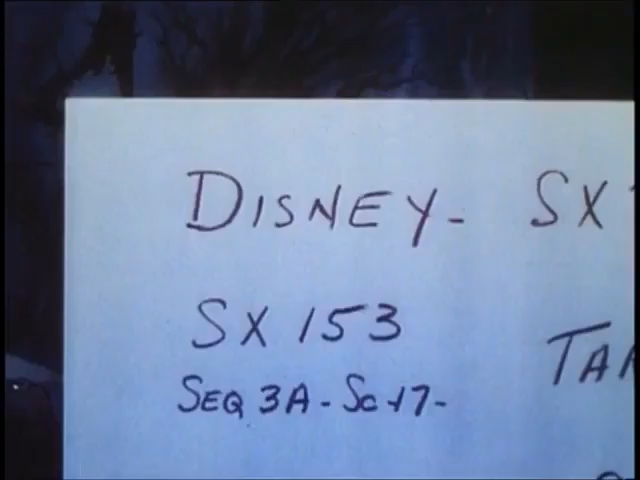 DISNEY- SX
SX 153
SEQ 3A- SC-17-